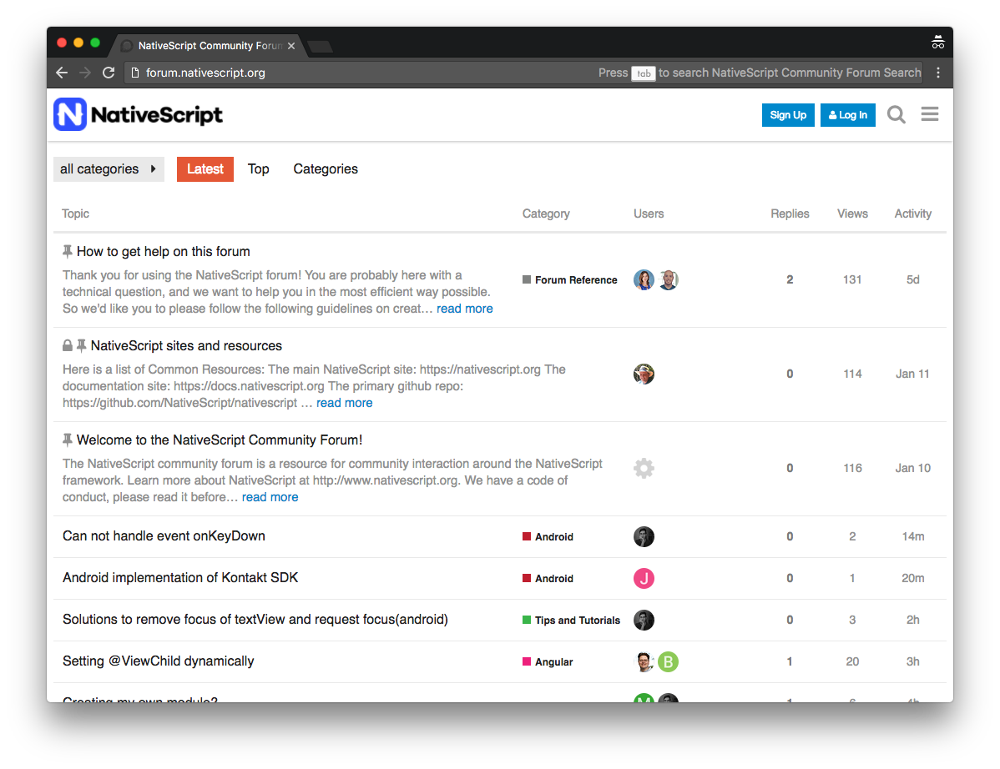 NativeScript Community Forum
forum.nativescript.org
Press tab to search NativeScript Community Forum Search
N NativeScript
Sign Up
Log In
all categories
Latest
Top
Categories
Topic
Category
Users
Replies
Views
Activity
How to get help on this forum
Thank you for using the NativeScript forum! You are probably here with a
technical question, and we want to help you in the most efficient way possible.
So we'd like you to please follow the following guidelines on creat… read more
Forum Reference
2
131
5d
NativeScript sites and resources
Here is a list of Common Resources: The main NativeScript site: https://nativescript.org The
documentation site: https://docs.nativescript.org The primary github repo:
https://github.com/NativeScript/nativescript … read more
0
114
Jan 11
Welcome to the NativeScript Community Forum!
The NativeScript community forum is a resource for community interaction around the NativeScript
framework. Learn more about NativeScript at http://www.nativescript.org. We have a code of
conduct, please read it before… read more
0
116
Jan 10
Can not handle event onKeyDown
Android
0
2
14m
Android implementation of Kontakt SDK
Android
J
0
1
20m
Solutions to remove focus of textView and request focus(android)
Tips and Tutorials
0
3
2h
Setting @ViewChild dynamically
Angular
B
1
20
3h
Creating my own module?
M
1
6
4h